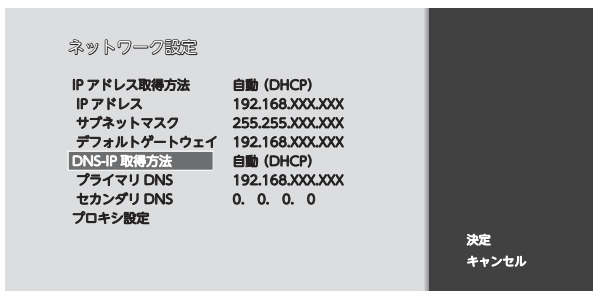 ネットワーク設定
IP アドレス取得方法 自動 (DHCP)
IP アドレス 192.168.XXX.XXX
サブネットマスク 255.255.XXX.XXX
デフォルトゲートウェイ 192.168.XXX.XXX
DNS-IP 取得方法 自動 (DHCP)
プライマリ DNS 192.168.XXX.XXX
セカンダリ DNS 0. 0. 0. 0
プロキシ設定
決定
キャンセル